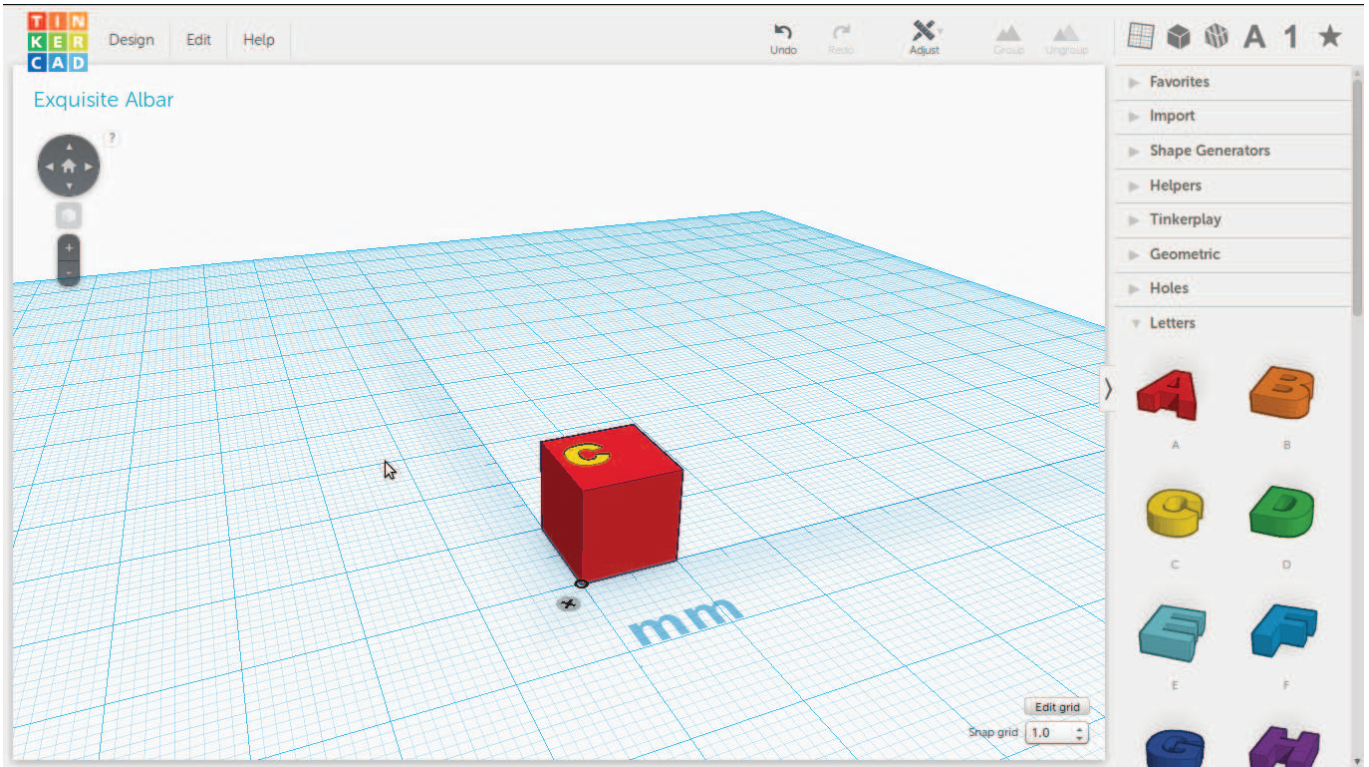 TIN
KER
CAD
Design Edit Help
Undo Redo Adjust Group Ungroup
A 1
Exquisite Albar
?
+
-
C
mm
Edit grid
Snap grid 1.0
Favorites
Import
Shape Generators
Helpers
Tinkerplay
Geometric
Holes
Letters
A B
A B
C D
C D
E F
E F
G H